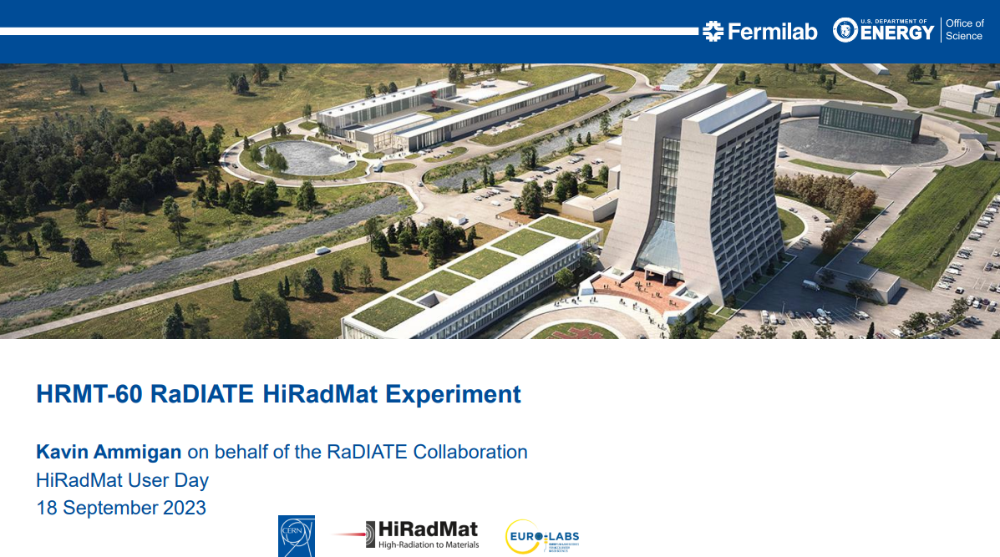 Fermilab
U.S. DEPARTMENT OF
ENERGY
Office of
Science
HRMT-60 RaDIATE HiRadMat Experiment
Kavin Ammigan on behalf of the RaDIATE Collaboration
HiRadMat User Day
18 September 2023
CERN
HiRadMat
High-Radiation to Materials
EURO-LABS